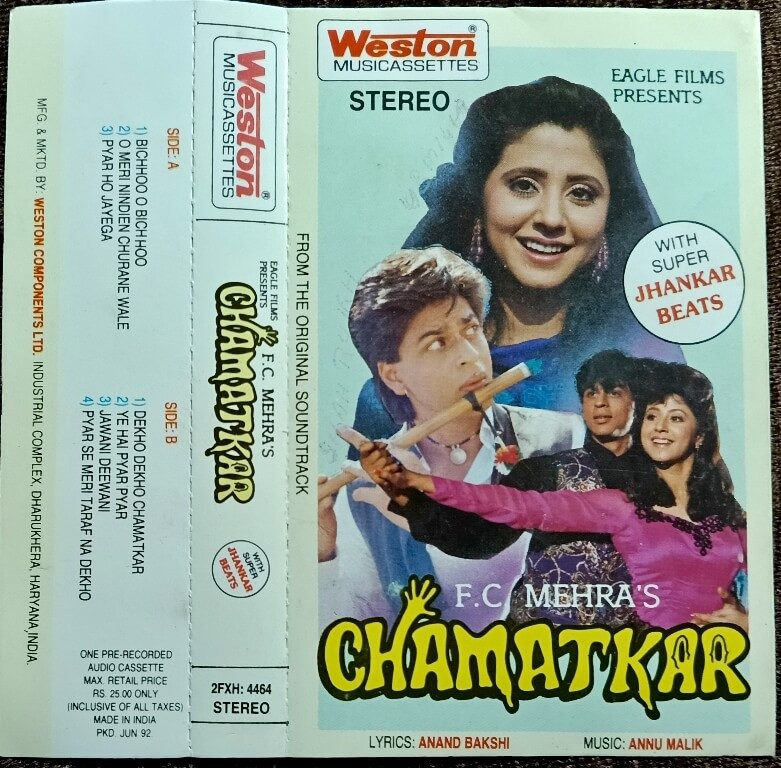 MFG. & MKTD BY: WESTON COMPONENTS LTD. INDUSTRIAL COMPLEX, DHARUKHERA, HARYANA, INDIA.
SIDE: A
1) BICHHOO O BICHHOO
2) O MERI NINDIEN CHURANE WALE
3) PYAR HO JAYEGA
SIDE: B
1) DEKHO DEKHO CHAMATKAR
2) YE HAI PYAR PYAR
3) JAWANI DEEWANI
4) PYAR SE MERI TARAF NA DEKHO
ONE PRE-RECORDED
AUDIO CASSETTE
MAX. RETAIL PRICE
RS. 25.00 ONLY
(INCLUSIVE OF ALL TAXES)
MADE IN INDIA
PKD. JUN 92
Weston®
MUSICASSETTES
EAGLE FILMS
PRESENTS
F.C. MEHRA'S
CHAMATKAR
WITH
SUPER
JHANKAR
BEATS
2FXH: 4464
STEREO
FROM THE ORIGINAL SOUNDTRACK
Weston®
MUSICASSETTES
STEREO
EAGLE FILMS
PRESENTS
WITH
SUPER
JHANKAR
BEATS
F.C. MEHRA'S
CHAMATKAR
LYRICS: ANAND BAKSHI
MUSIC: ANNU MALIK